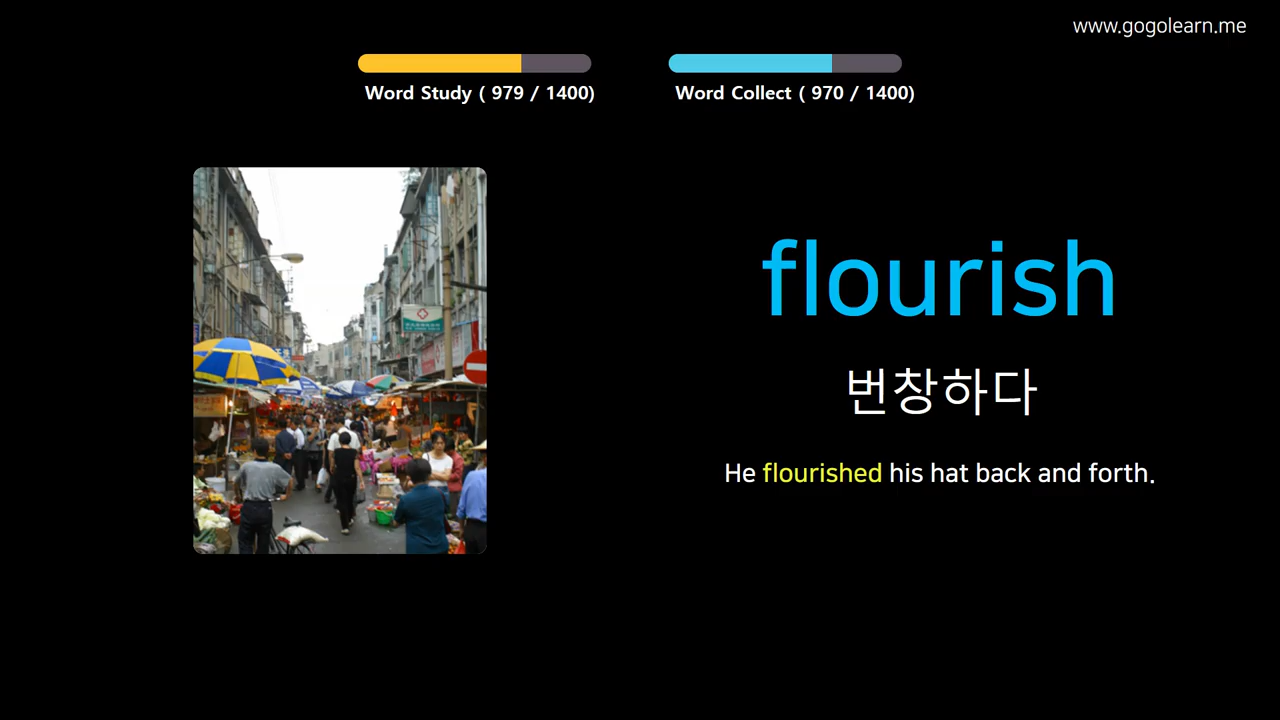 www.gogolearn.me
Word Study ( 979 / 1400)
Word Collect ( 970 / 1400)
flourish
번창하다
He flourished his hat back and forth.